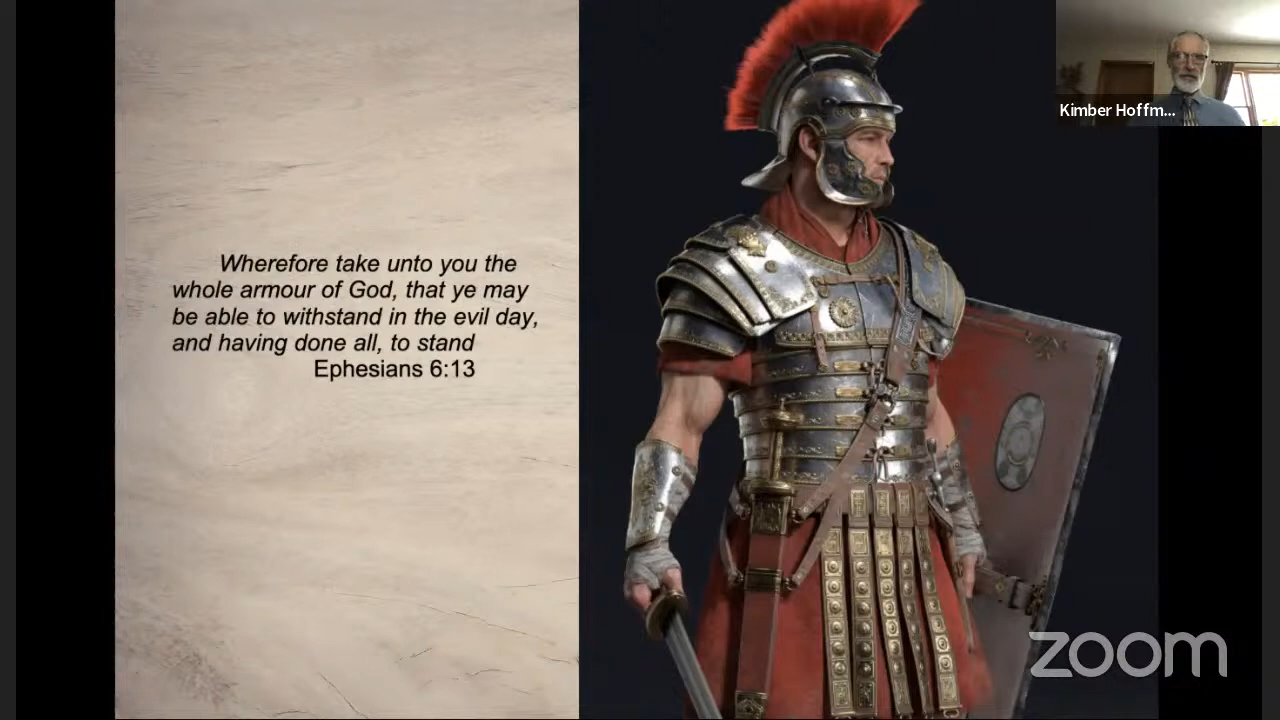 Wherefore take unto you the
whole armour of God, that ye may
be able to withstand in the evil day,
and having done all, to stand
Ephesians 6:13
Kimber Hoffm...
zoom